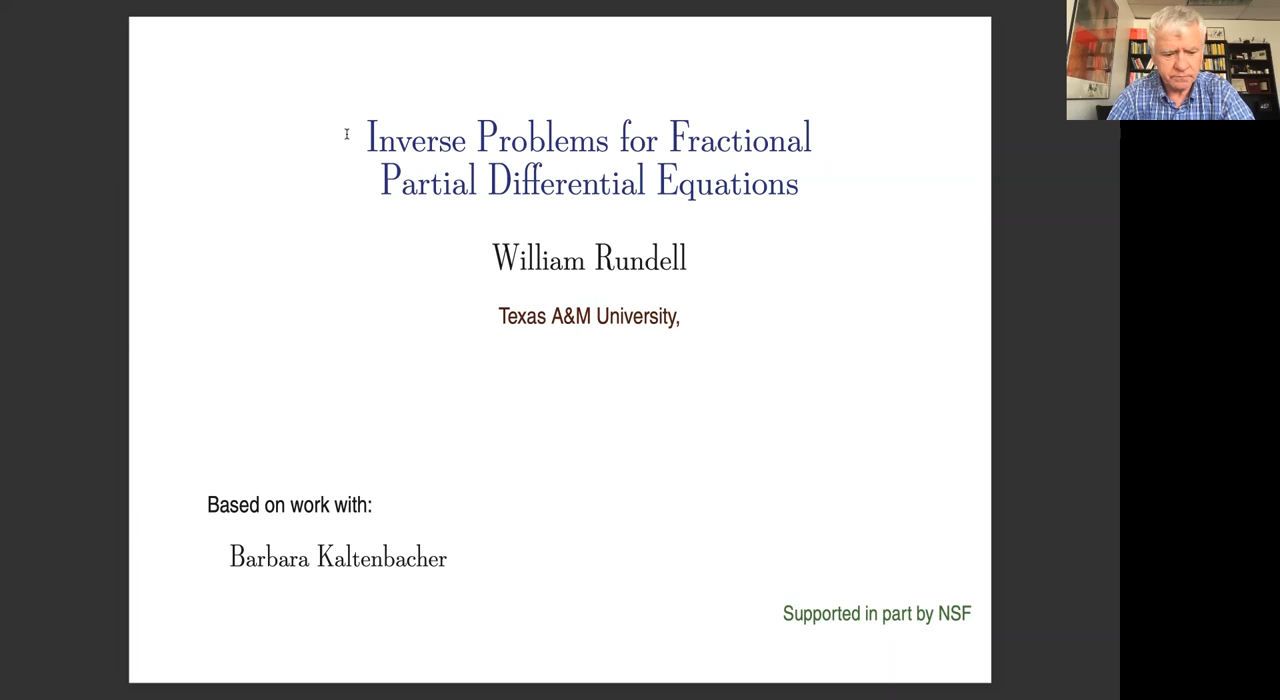 Inverse Problems for Fractional
Partial Differential Equations
William Rundell
Texas A&M University,
Based on work with:
Barbara Kaltenbacher
Supported in part by NSF